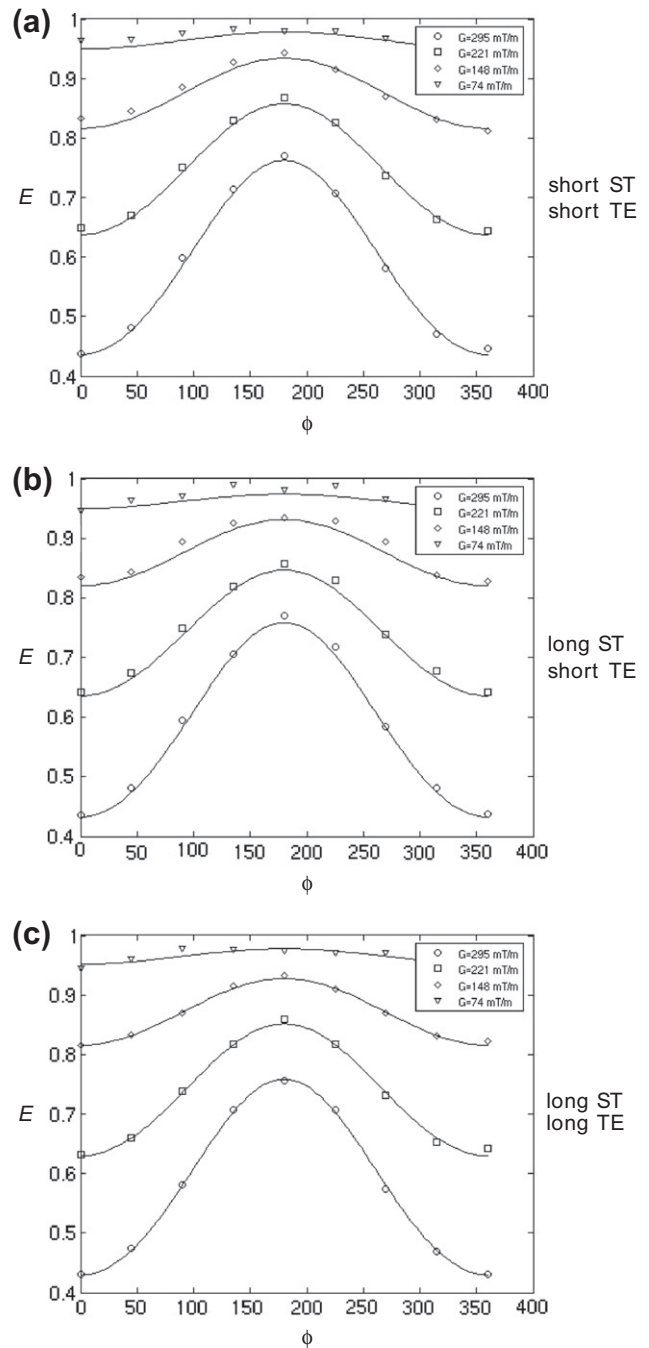 (a)
1
0.9
0.8
0.7
0.6
0.5
0.4
E
0 50 100 150 200 250 300 350 400
ϕ
G=295 mT/m
G=221 mT/m
G=148 mT/m
G=74 mT/m
short ST
short TE
(b)
1
0.9
0.8
0.7
0.6
0.5
0.4
E
0 50 100 150 200 250 300 350 400
ϕ
G=295 mT/m
G=221 mT/m
G=148 mT/m
G=74 mT/m
long ST
short TE
(c)
1
0.9
0.8
0.7
0.6
0.5
0.4
E
0 50 100 150 200 250 300 350 400
ϕ
G=295 mT/m
G=221 mT/m
G=148 mT/m
G=74 mT/m
long ST
long TE